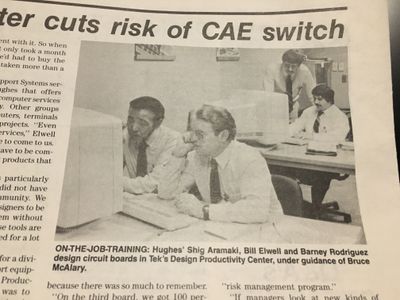 ter cuts risk of CAE switch
ent with it. So when
t only took a month
e'd had to buy the
taken more than a
pport Systems ser-
ughes that offers
computer services
y. Other groups
uters, terminals
projects. "Even
ervices," Elwell
e to come to us.
ave to be com-
products that
particularly
did not have
mmunity. We
signers to be
em without
se tools are
ed for a lot
for a divi-
rt equip-
Produc-
was to
ON-THE-JOB-TRAINING: Hughes' Shig Aramaki, Bill Elwell and Barney Rodriguez
design circuit boards in Tek's Design Productivity Center, under guidance of Bruce
McAlary.
because there was so much to remember.
"On the third board, we got 100 per-
"risk management program."
"If managers look at new kinds of